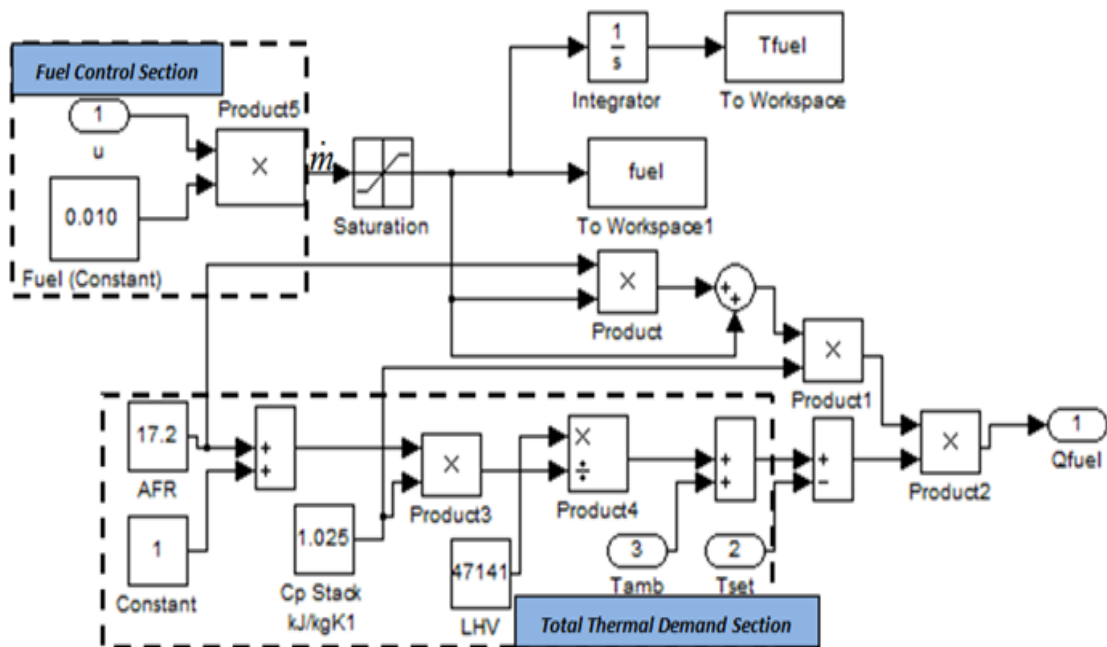 Fuel Control Section
1
u
0.010
Fuel (Constant)
Product5
×
ṁ
Saturation
1
s
Integrator
Tfuel
To Workspace
fuel
To Workspace1
×
Product
+
+
×
Product1
17.2
AFR
1
Constant
+
+
1.025
Cp Stack
kJ/kgK1
×
Product3
47141
LHV
×
÷
Product4
+
+
3
Tamb
+
−
2
Tset
×
Product2
1
Qfuel
Total Thermal Demand Section